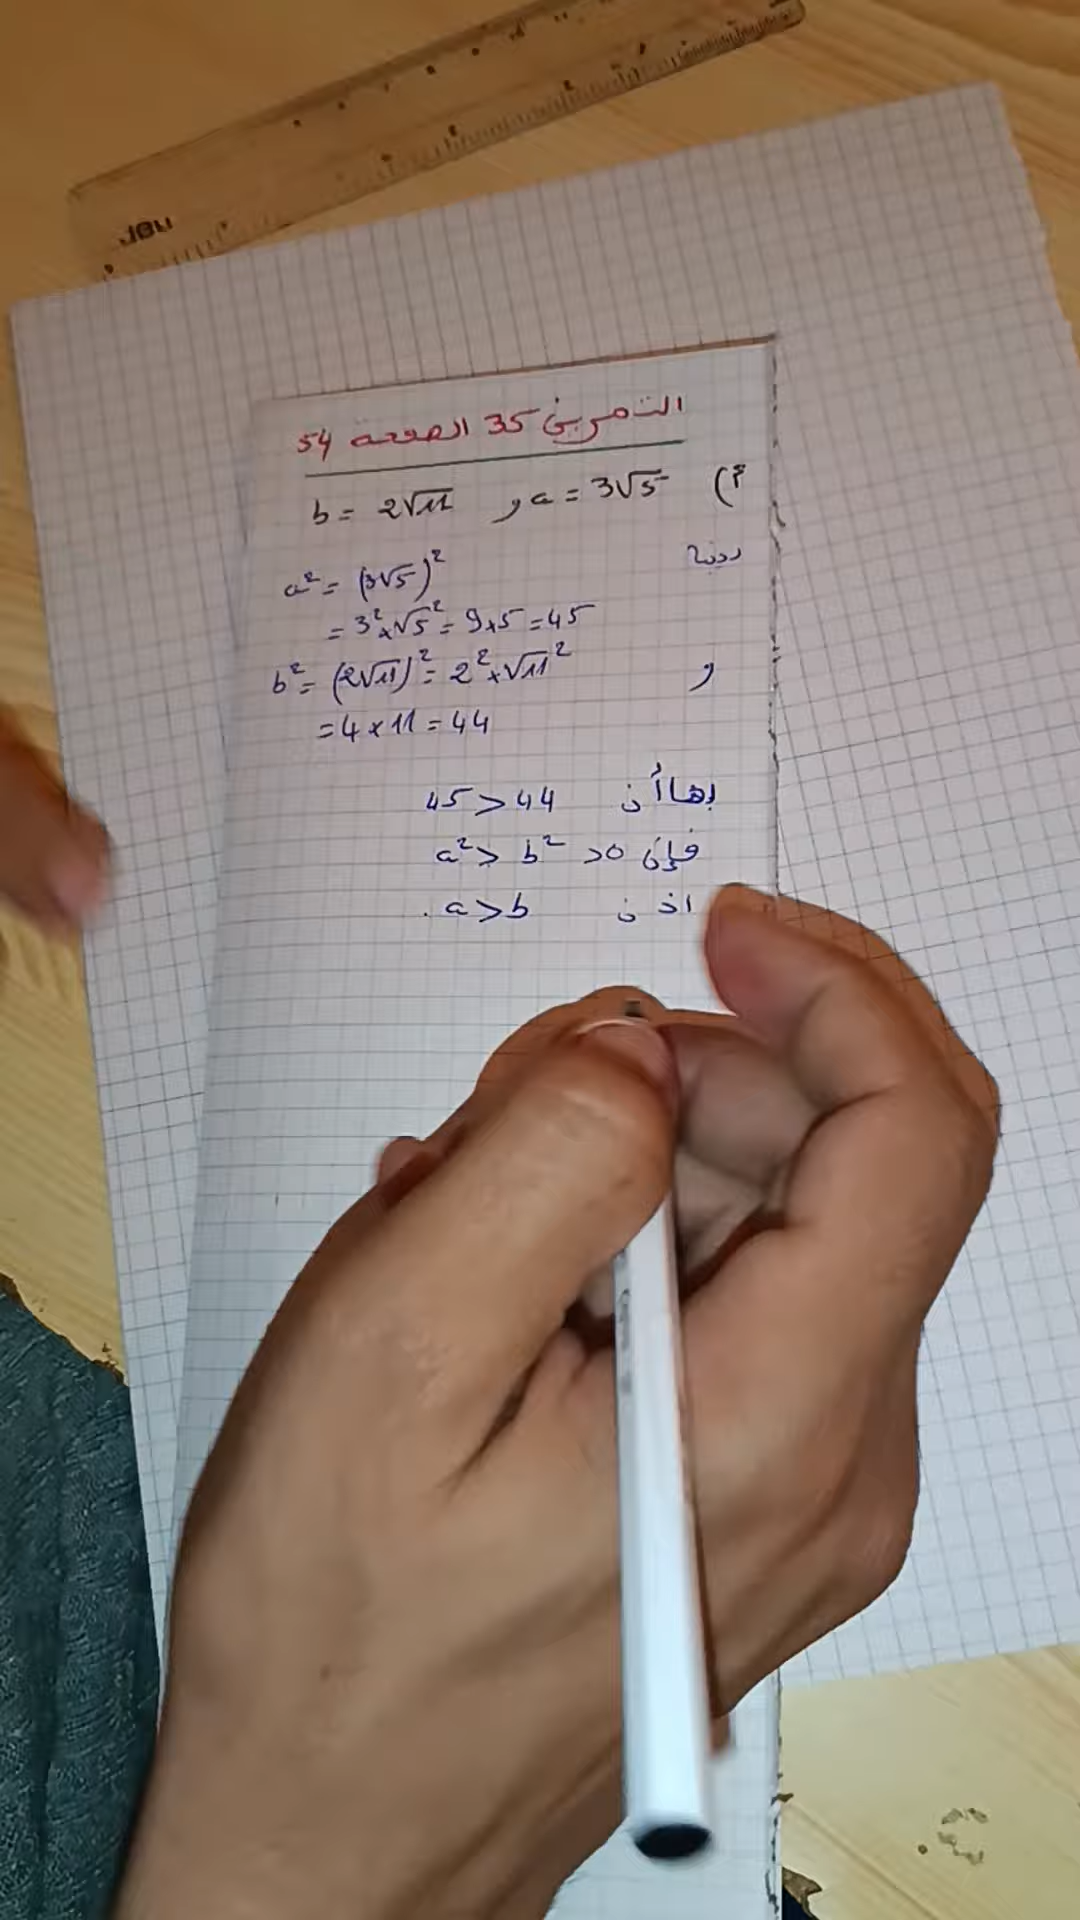 التمرين 35 الصفحة 54
أ) a = 3√5 و b = 2√11
لدينا a² = (3√5)²
= 3² × √5² = 9 × 5 = 45
و b² = (2√11)² = 2² × √11²
= 4 × 11 = 44
بما أن 45 > 44
فإن a² > b² > 0
اذن a > b .